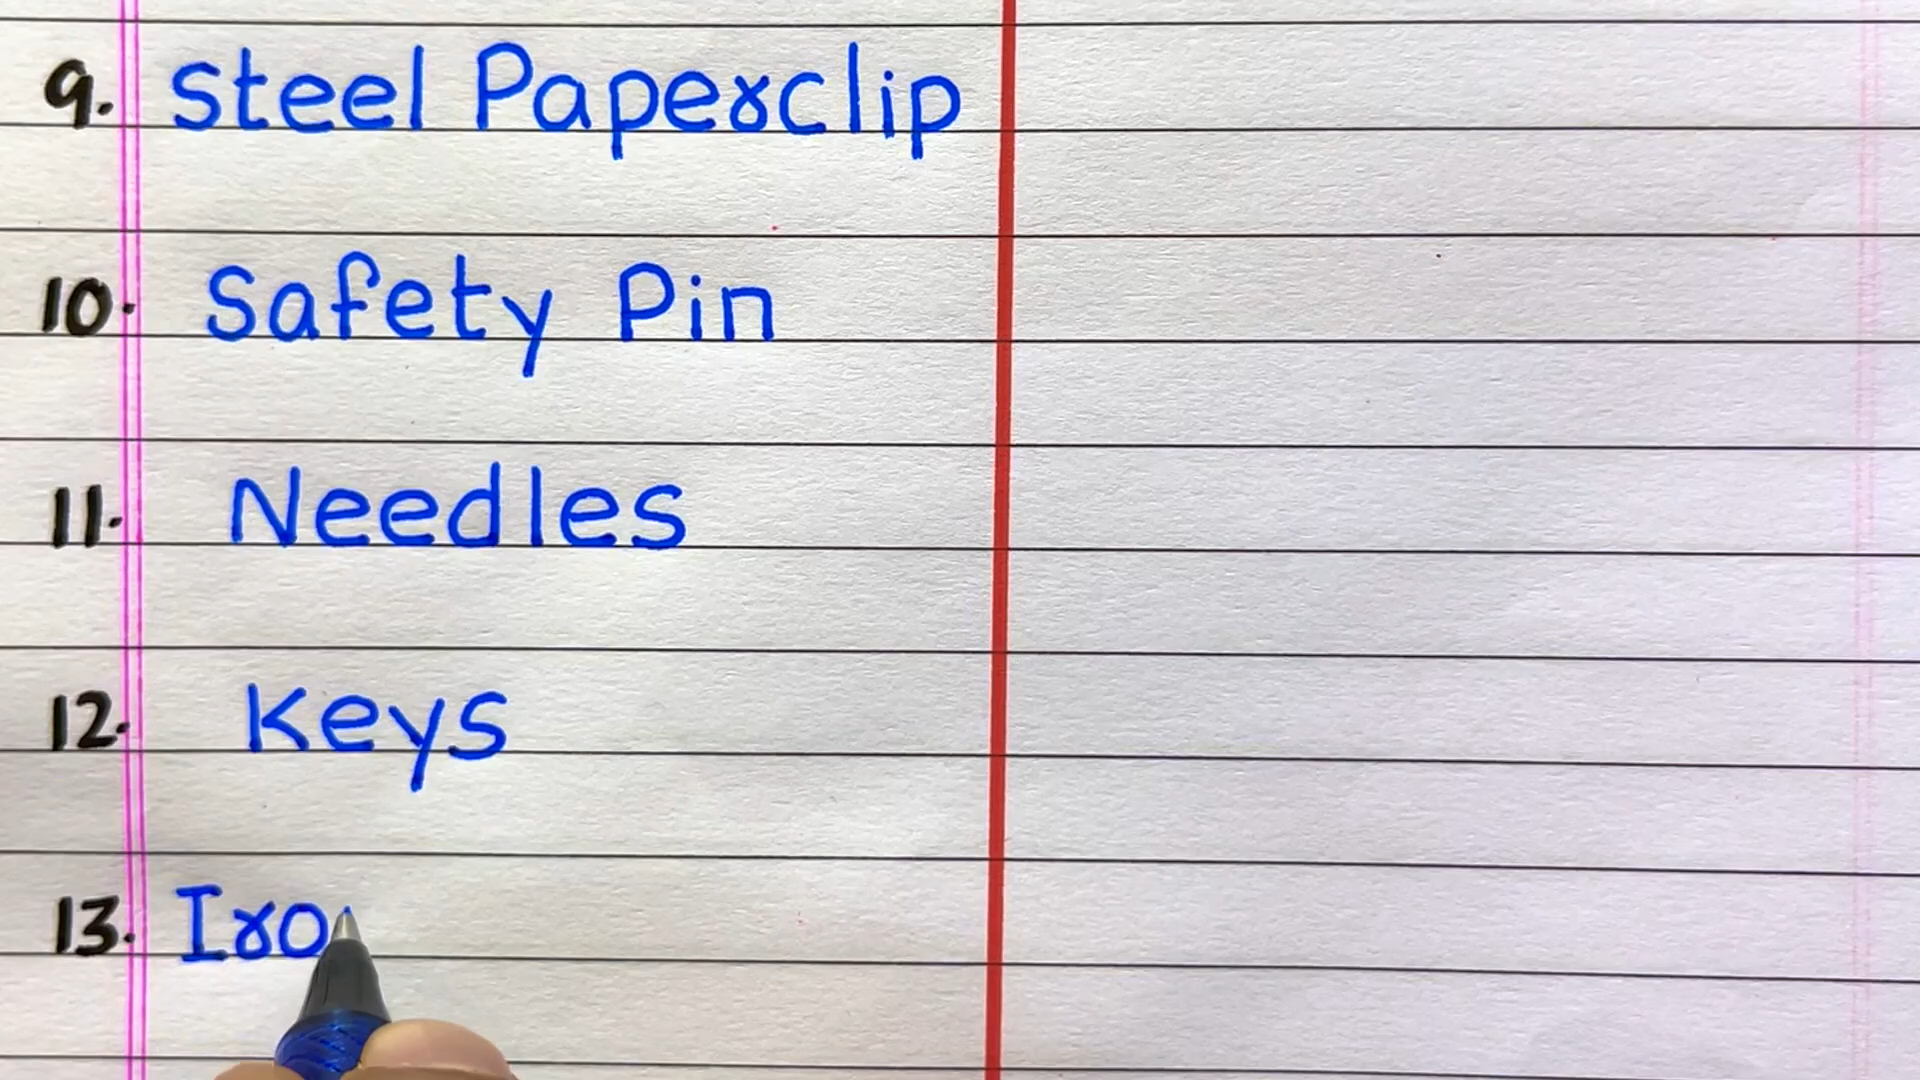 9. Steel Paperclip
10. Safety Pin
11. Needles
12. Keys
13. Iro